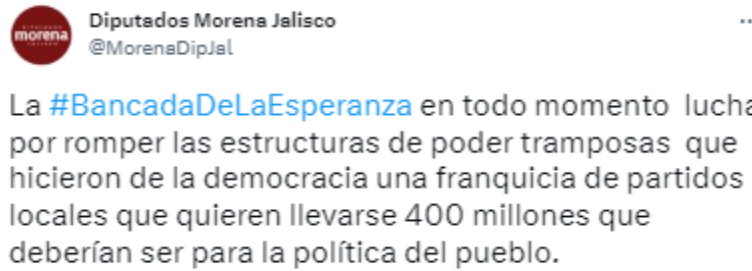 morena
Diputados Morena Jalisco
@MorenaDipJal
La #BancadaDeLaEsperanza en todo momento lucha
por romper las estructuras de poder tramposas que
hicieron de la democracia una franquicia de partidos
locales que quieren llevarse 400 millones que
deberían ser para la política del pueblo.